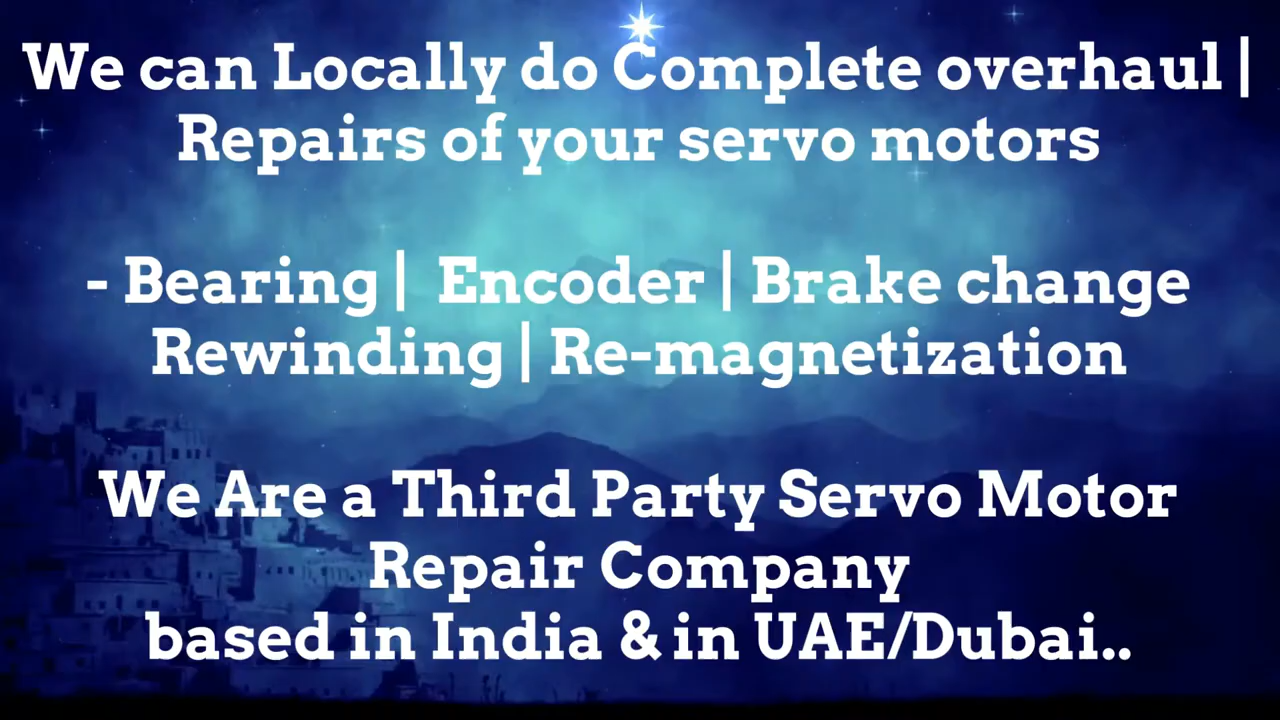 We can Locally do Complete overhaul |
Repairs of your servo motors
- Bearing | Encoder | Brake change
Rewinding | Re-magnetization
We Are a Third Party Servo Motor
Repair Company
based in India & in UAE/Dubai..